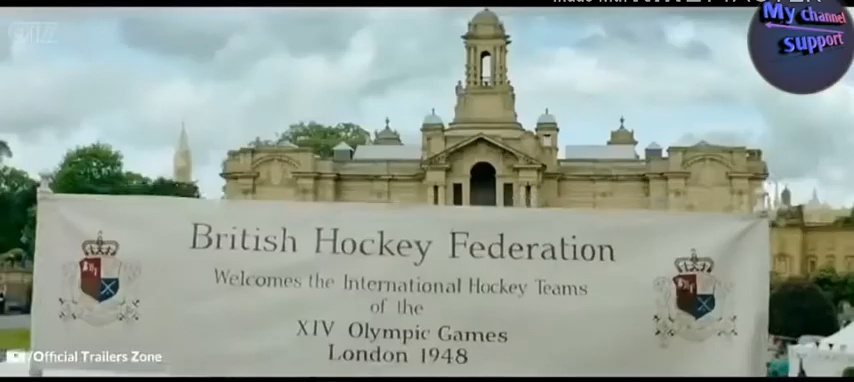 My channel
support
British Hockey Federation
Welcomes the International Hockey Teams
of the
XIV Olympic Games
London 1948
/Official Trailers Zone